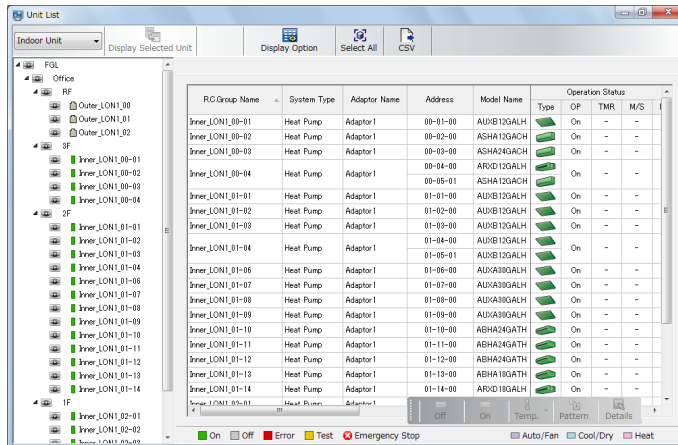 Unit List
Indoor Unit
Display Selected Unit
Display Option
Select All
CSV
FGL
Office
RF
Outer_LON1_00
Outer_LON1_01
Outer_LON1_02
3F
Inner_LON1_00-01
Inner_LON1_00-02
Inner_LON1_00-03
Inner_LON1_00-04
2F
Inner_LON1_01-01
Inner_LON1_01-02
Inner_LON1_01-03
Inner_LON1_01-04
Inner_LON1_01-06
Inner_LON1_01-07
Inner_LON1_01-08
Inner_LON1_01-09
Inner_LON1_01-10
Inner_LON1_01-11
Inner_LON1_01-12
Inner_LON1_01-13
Inner_LON1_01-14
1F
Inner_LON1_02-01
Inner_LON1_02-02
R.C.Group Name System Type Adaptor Name Address Model Name Operation Status
Type OP TMR M/S
Inner_LON1_00-01 Heat Pump Adaptor1 00-01-00 AUXB12GALH On - -
Inner_LON1_00-02 Heat Pump Adaptor1 00-02-00 ASHA12GACH On - -
Inner_LON1_00-03 Heat Pump Adaptor1 00-03-00 ASHA24GACH On - -
Inner_LON1_00-04 Heat Pump Adaptor1 00-04-00 ARXD12GALH On - -
00-05-01 ASHA12GACH
Inner_LON1_01-01 Heat Pump Adaptor1 01-01-00 AUXB12GALH On - -
Inner_LON1_01-02 Heat Pump Adaptor1 01-02-00 AUXB12GALH On - -
Inner_LON1_01-03 Heat Pump Adaptor1 01-03-00 AUXB12GALH On - -
Inner_LON1_01-04 Heat Pump Adaptor1 01-04-00 AUXB12GALH On - -
01-05-01 AUXB12GALH
Inner_LON1_01-06 Heat Pump Adaptor1 01-06-00 AUXA30GALH On - -
Inner_LON1_01-07 Heat Pump Adaptor1 01-07-00 AUXA30GALH On - -
Inner_LON1_01-08 Heat Pump Adaptor1 01-08-00 AUXA30GALH On - -
Inner_LON1_01-09 Heat Pump Adaptor1 01-09-00 AUXA30GALH On - -
Inner_LON1_01-10 Heat Pump Adaptor1 01-10-00 ABHA24GATH On - -
Inner_LON1_01-11 Heat Pump Adaptor1 01-11-00 ABHA24GATH On - -
Inner_LON1_01-12 Heat Pump Adaptor1 01-12-00 ABHA24GATH On - -
Inner_LON1_01-13 Heat Pump Adaptor1 01-13-00 ABHA18GATH On - -
Inner_LON1_01-14 Heat Pump Adaptor1 01-14-00 ARXD18GALH On - -
Inner_LON1_02-01 Heat Pump Adaptor1
Off On Temp. Pattern Details
On Off Error Test Emergency Stop Auto/Fan Cool/Dry Heat